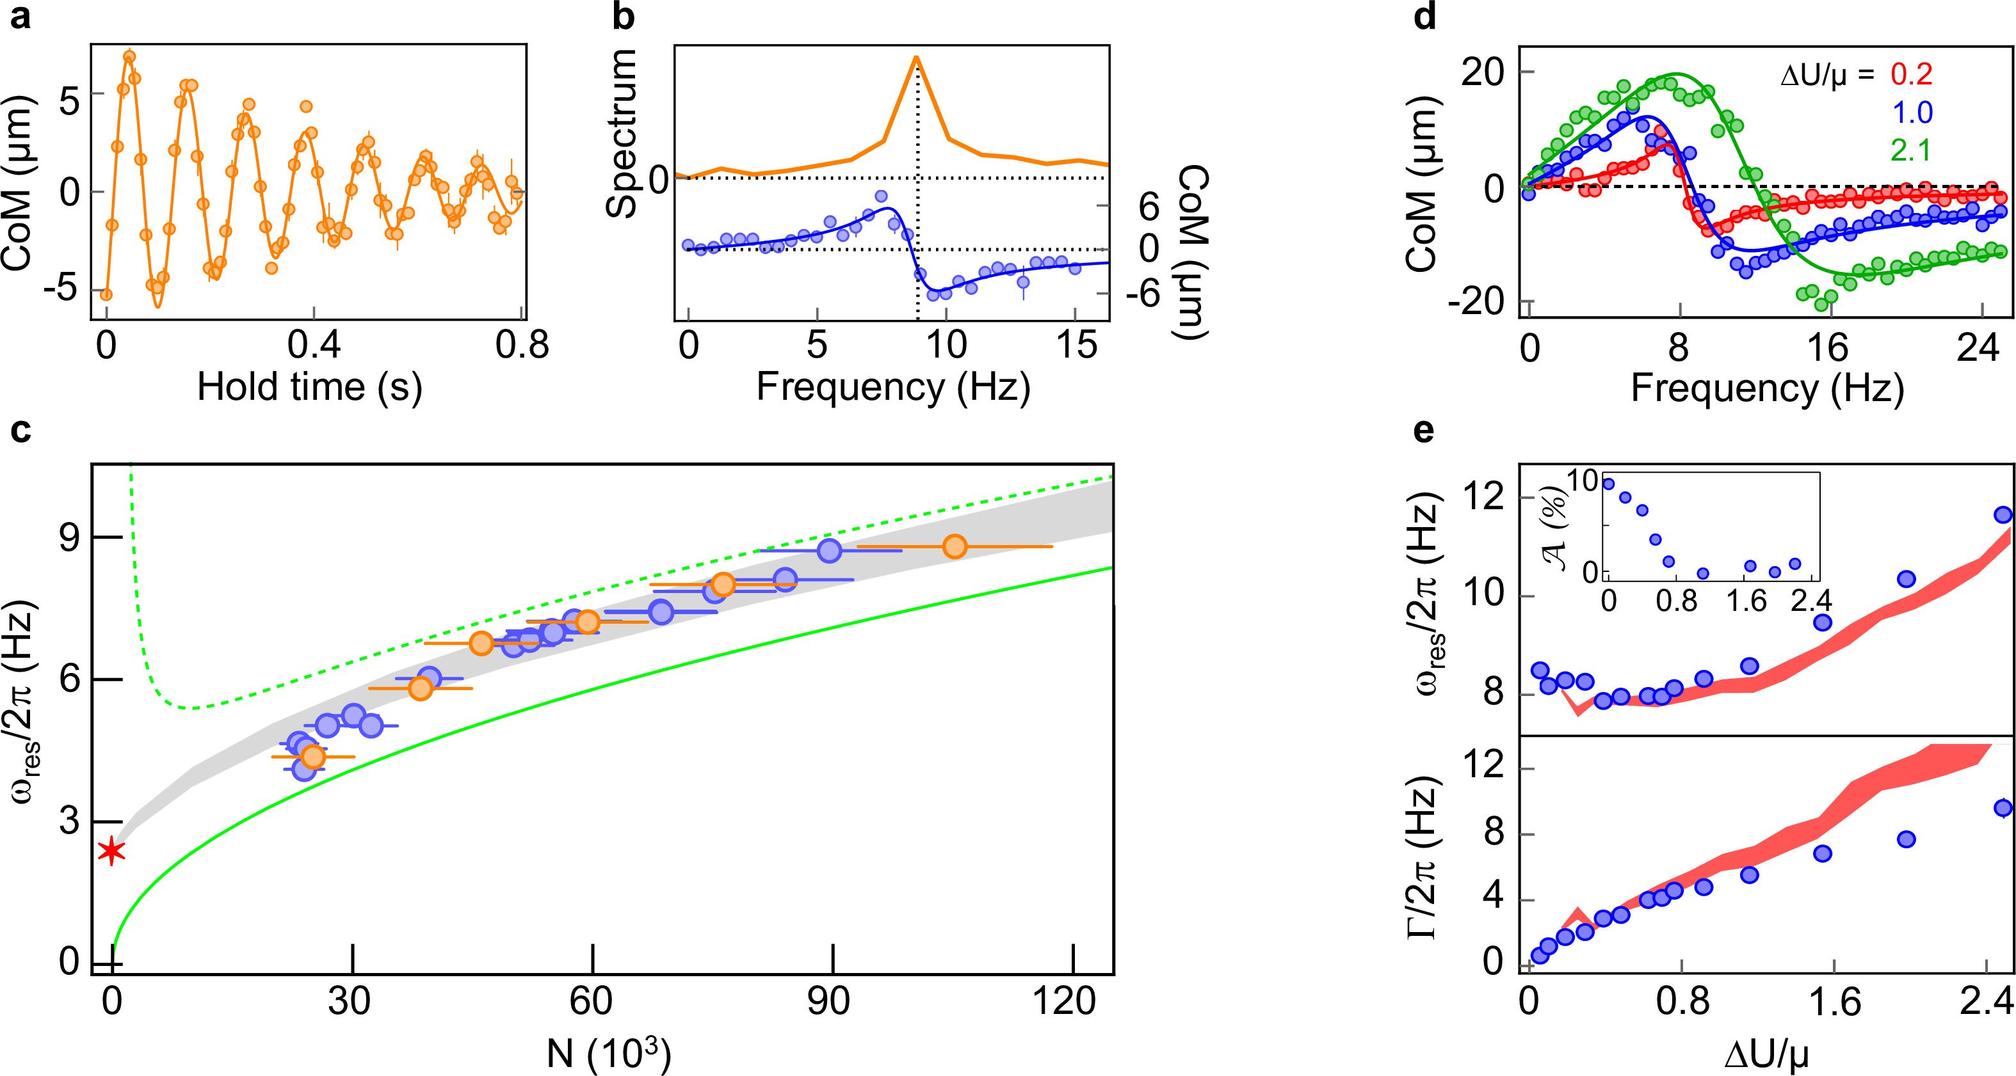 a
CoM (μm)
5
0
-5
0
0.4
0.8
Hold time (s)
b
Spectrum
0
CoM (μm)
6
0
-6
0
5
10
15
Frequency (Hz)
d
CoM (μm)
20
0
-20
ΔU/μ = 0.2
1.0
2.1
0
8
16
24
Frequency (Hz)
c
ω_res/2π (Hz)
9
6
3
0
0
30
60
90
120
N (10³)
e
ω_res/2π (Hz)
12
10
8
𝒜 (%)
10
0
0
0.8
1.6
2.4
Γ/2π (Hz)
12
8
4
0
0
0.8
1.6
2.4
ΔU/μ